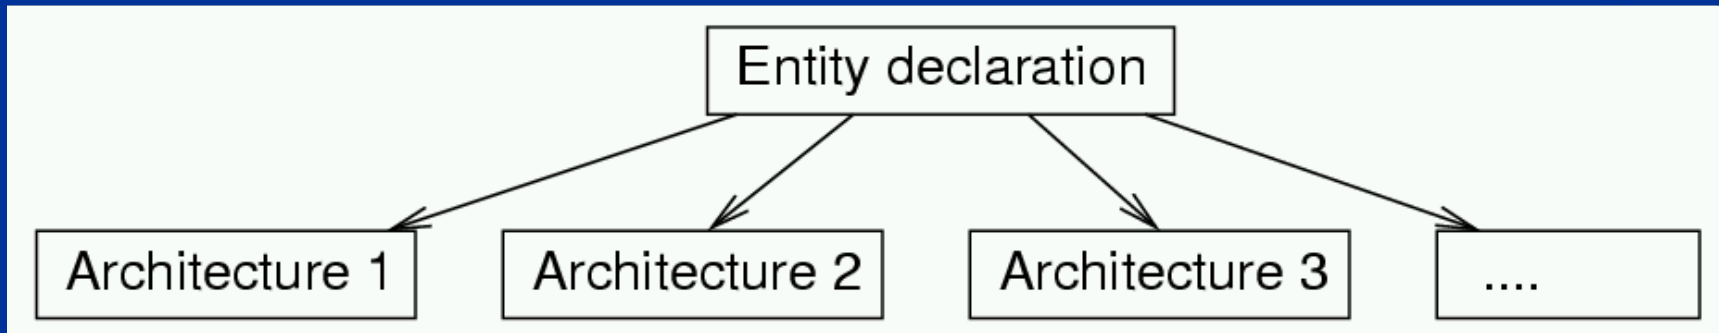 Entity declaration
Architecture 1
Architecture 2
Architecture 3
....